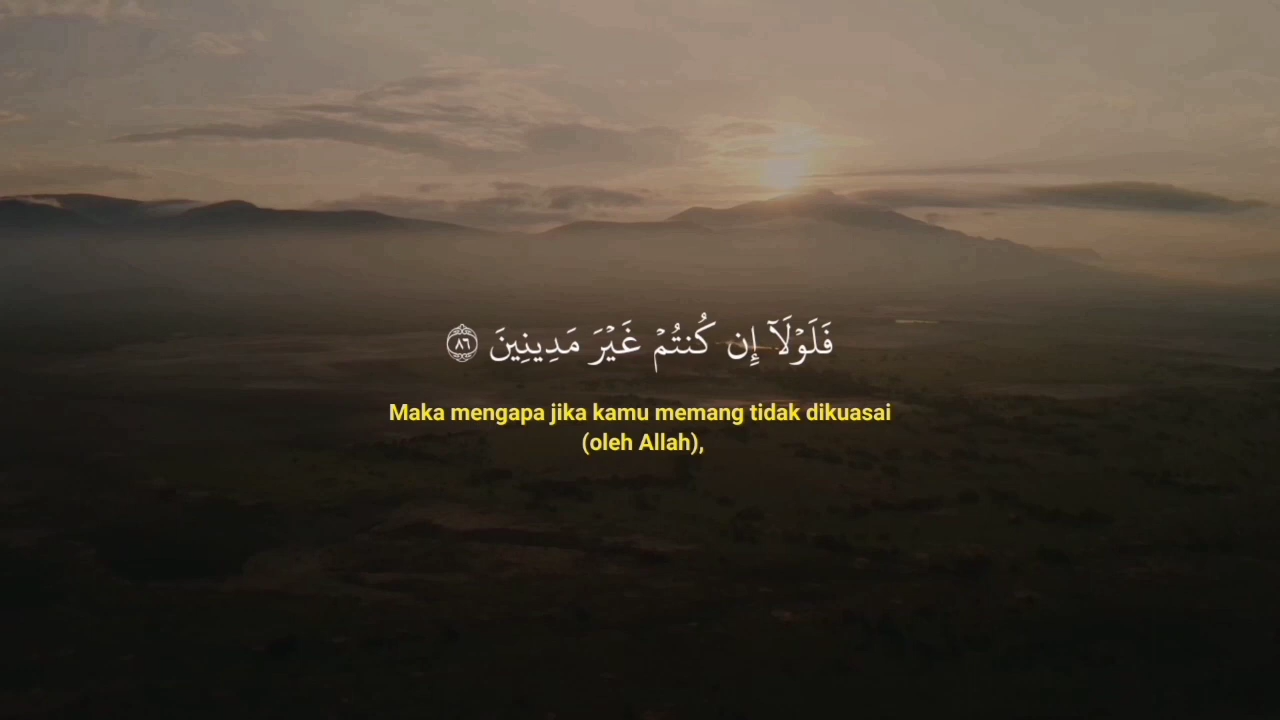 فَلَوْلَآ إِن كُنتُمْ غَيْرَ مَدِينِينَ ٨٦
Maka mengapa jika kamu memang tidak dikuasai
(oleh Allah),